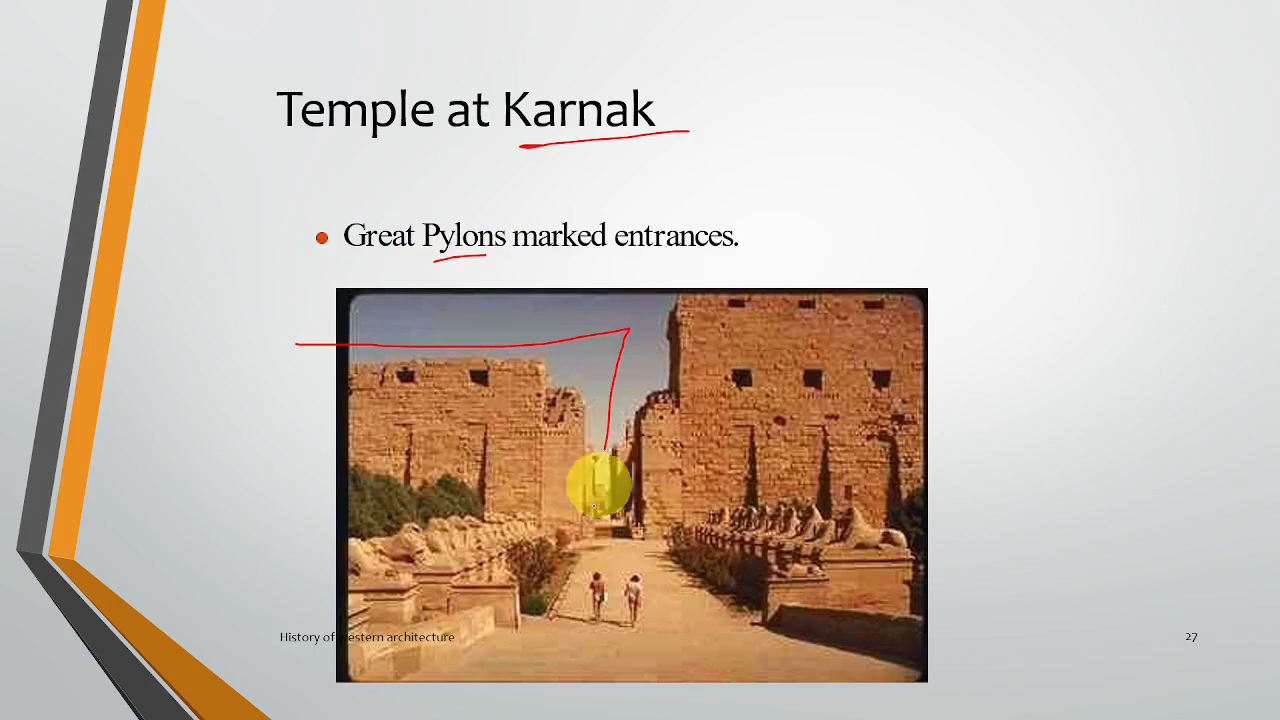 Temple at Karnak
Great Pylons marked entrances.
History of western architecture
27